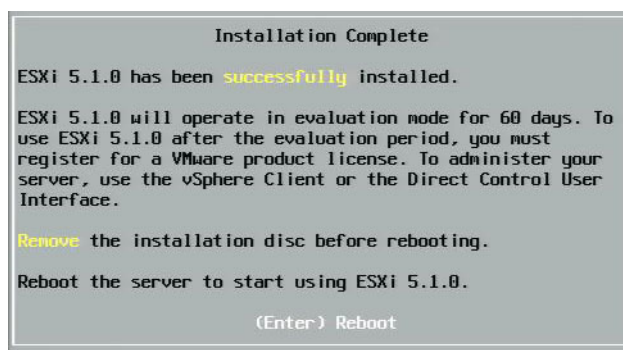 Installation Complete
ESXi 5.1.0 has been successfully installed.
ESXi 5.1.0 will operate in evaluation mode for 60 days. To
use ESXi 5.1.0 after the evaluation period, you must
register for a VMware product license. To administer your
server, use the vSphere Client or the Direct Control User
Interface.
Remove the installation disc before rebooting.
Reboot the server to start using ESXi 5.1.0.
(Enter) Reboot